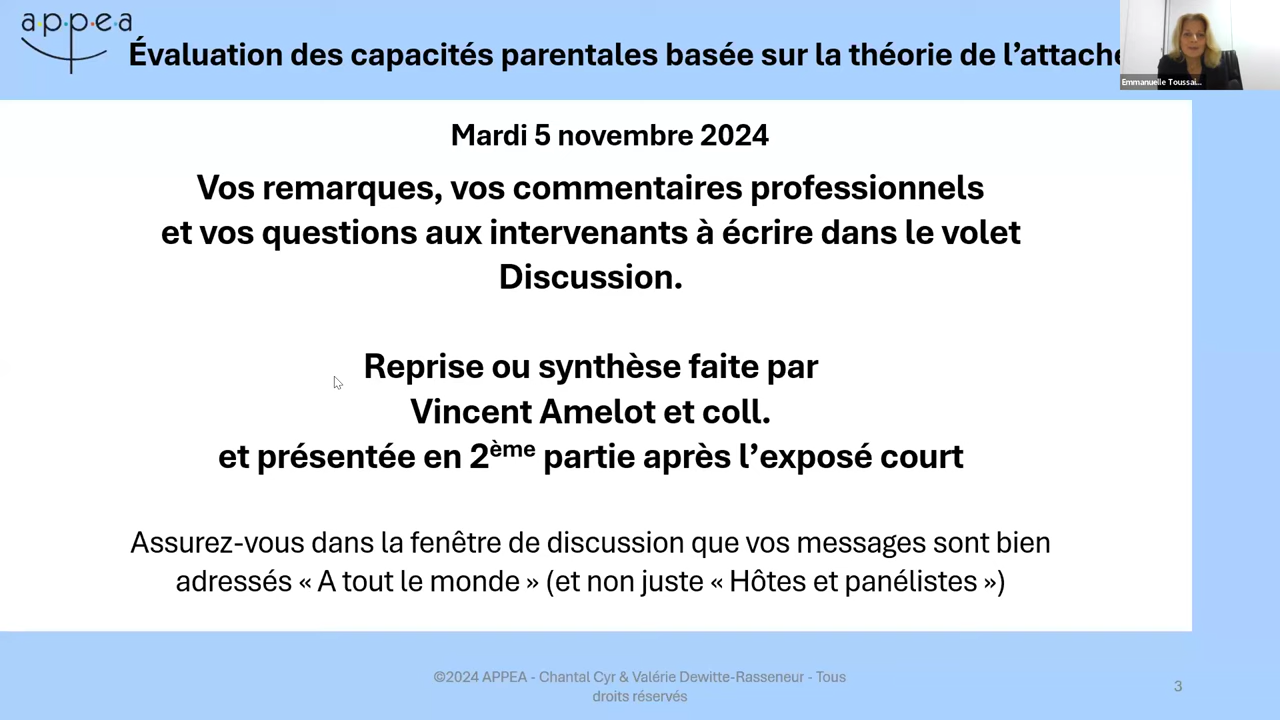 a·p·p·e·a
Évaluation des capacités parentales basée sur la théorie de l’attache
Emmanuelle Toussai...
Mardi 5 novembre 2024
Vos remarques, vos commentaires professionnels
et vos questions aux intervenants à écrire dans le volet
Discussion.
Reprise ou synthèse faite par
Vincent Amelot et coll.
et présentée en 2ème partie après l’exposé court
Assurez-vous dans la fenêtre de discussion que vos messages sont bien
adressés « A tout le monde » (et non juste « Hôtes et panélistes »)
©2024 APPEA - Chantal Cyr & Valérie Dewitte-Rasseneur - Tous
droits réservés
3